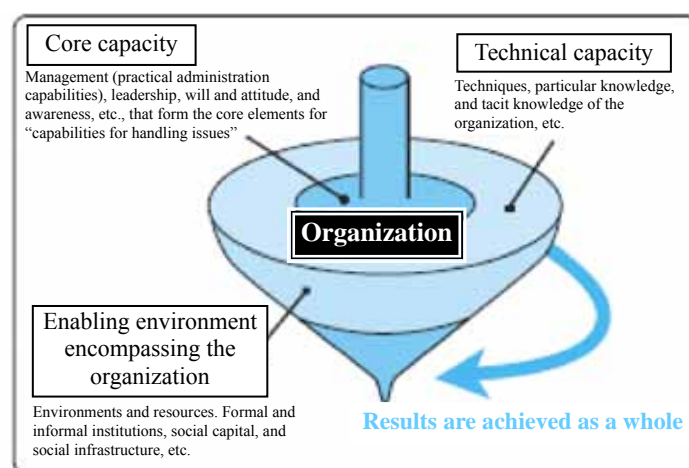 Core capacity
Management (practical administration
capabilities), leadership, will and attitude, and
awareness, etc., that form the core elements for
“capabilities for handling issues”
Technical capacity
Techniques, particular knowledge,
and tacit knowledge of the
organization, etc.
Organization
Enabling environment
encompassing the
organization
Environments and resources. Formal and
informal institutions, social capital, and
social infrastructure, etc.
Results are achieved as a whole